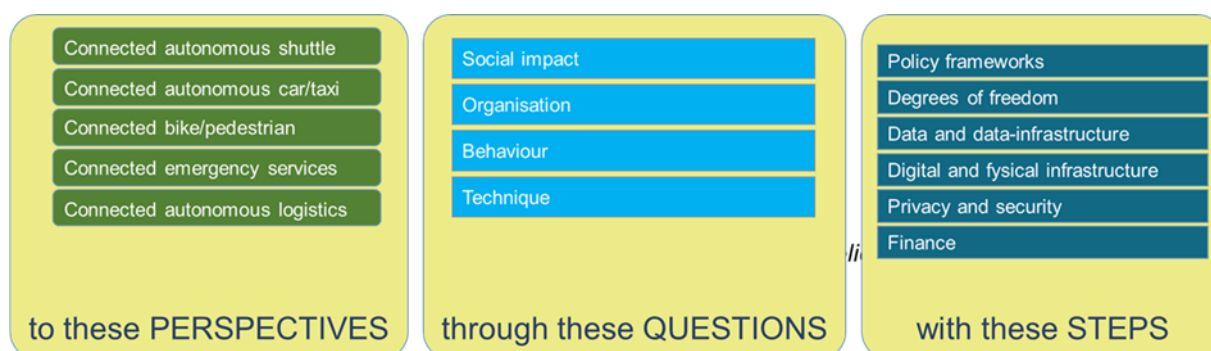 Connected autonomous shuttle
Connected autonomous car/taxi
Connected bike/pedestrian
Connected emergency services
Connected autonomous logistics
to these PERSPECTIVES
Social impact
Organisation
Behaviour
Technique
through these QUESTIONS
Policy frameworks
Degrees of freedom
Data and data-infrastructure
Digital and fysical infrastructure
Privacy and security
Finance
with these STEPS